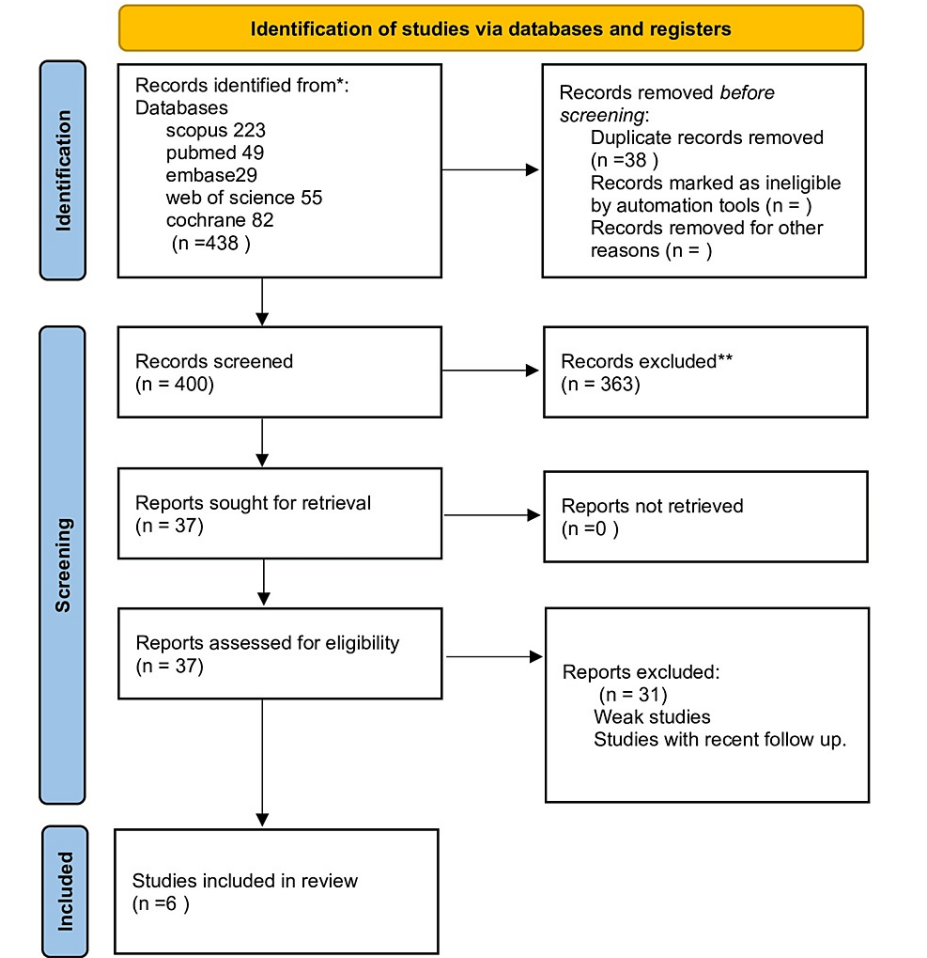 Identification of studies via databases and registers
Identification
Records identified from*:
Databases
scopus 223
pubmed 49
embase29
web of science 55
cochrane 82
(n =438 )
Records removed before
screening:
Duplicate records removed
(n =38 )
Records marked as ineligible
by automation tools (n = )
Records removed for other
reasons (n = )
Screening
Records screened
(n = 400)
Records excluded**
(n = 363)
Reports sought for retrieval
(n = 37)
Reports not retrieved
(n =0 )
Reports assessed for eligibility
(n = 37)
Reports excluded:
(n = 31)
Weak studies
Studies with recent follow up.
Included
Studies included in review
(n =6 )